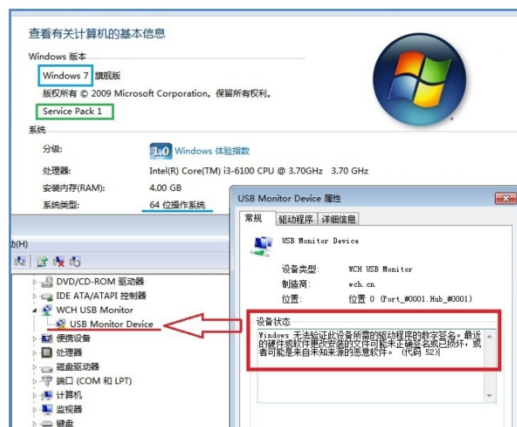 查看有关计算机的基本信息
Windows 版本
Windows 7 旗舰版
版权所有 © 2009 Microsoft Corporation。保留所有权利。
Service Pack 1
系统
分级:
1.0 Windows 体验指数
处理器:
Intel(R) Core(TM) i3-6100 CPU @ 3.70GHz 3.70 GHz
安装内存(RAM):
4.00 GB
系统类型:
64 位操作系统
(H)
DVD/CD-ROM 驱动器
IDE ATA/ATAPI 控制器
WCH USB Monitor
USB Monitor Device
便携设备
处理器
磁盘驱动器
端口 (COM 和 LPT)
计算机
监视器
键盘
USB Monitor Device 属性
常规 驱动程序 详细信息
USB Monitor Device
设备类型: WCH USB Monitor
制造商: wch.cn
位置: 位置 0 (Port_#0001.Hub_#0001)
设备状态
Windows 无法验证此设备所需的驱动程序的数字签名。最近
的硬件或软件更改安装的文件可能未正确签名或已损坏，或
者可能是来自未知来源的恶意软件。 (代码 52)